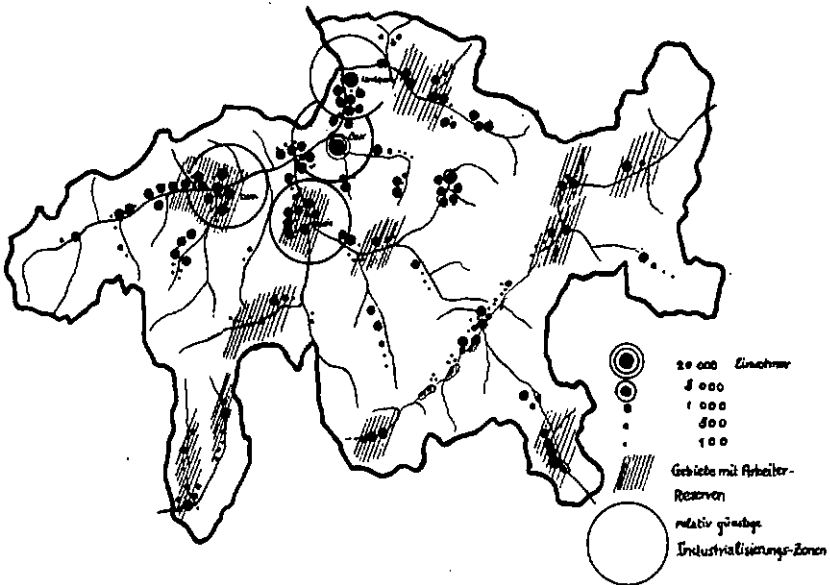 Chur
20 000 Einwohner
5 000
1 000
500
100
Gebiete mit Arbeiter-
Reserven
relativ günstige
Industrialisierungs-Zonen